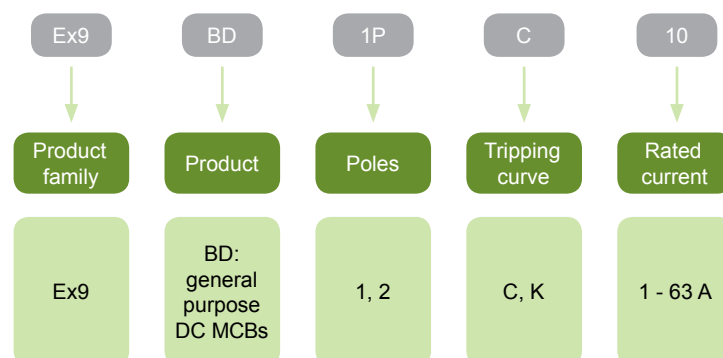 Ex9
BD
1P
C
10
Product
family
Product
Poles
Tripping
curve
Rated
current
Ex9
BD:
general
purpose
DC MCBs
1, 2
C, K
1 - 63 A